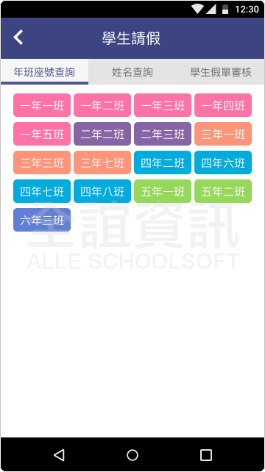 12:30
學生請假
年班座號查詢 姓名查詢 學生假單審核
一年一班 一年二班 一年三班 一年四班
一年五班 二年二班 二年三班 三年一班
三年三班 三年七班 四年二班 四年六班
四年七班 四年八班 五年一班 五年二班
六年三班
全誼資訊
ALLE SCHOOLSOFT